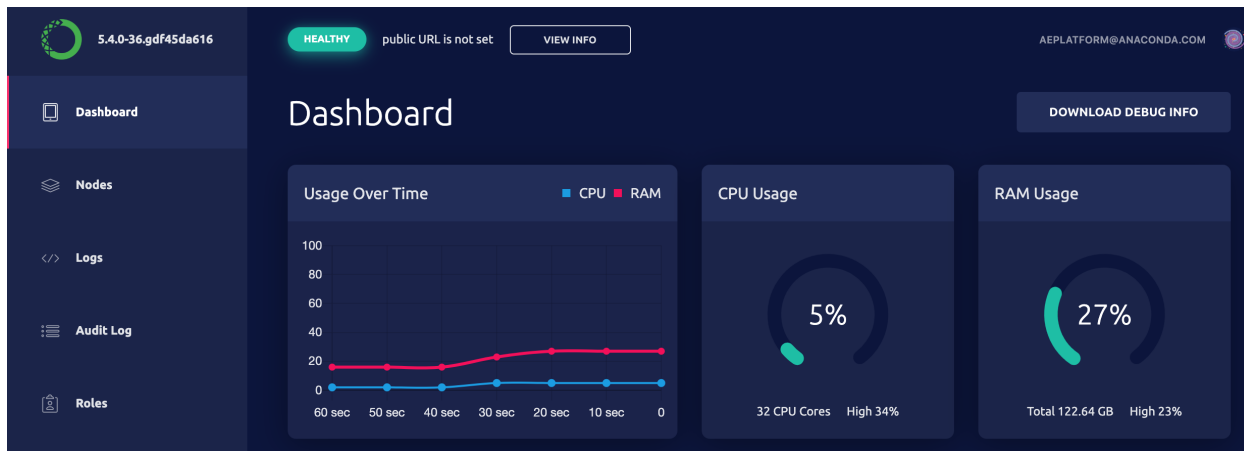 5.4.0-36.gdf45da616
HEALTHY public URL is not set VIEW INFO
AEPLATFORM@ANACONDA.COM
Dashboard
Nodes
</> Logs
Audit Log
Roles
Dashboard
DOWNLOAD DEBUG INFO
Usage Over Time CPU RAM
100
80
60
40
20
0
60 sec 50 sec 40 sec 30 sec 20 sec 10 sec 0
CPU Usage
5%
32 CPU Cores High 34%
RAM Usage
27%
Total 122.64 GB High 23%